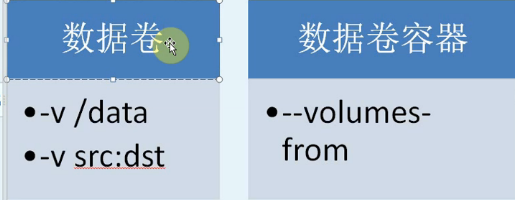 数据卷
•-v /data
•-v src:dst
数据卷容器
•--volumes-
from